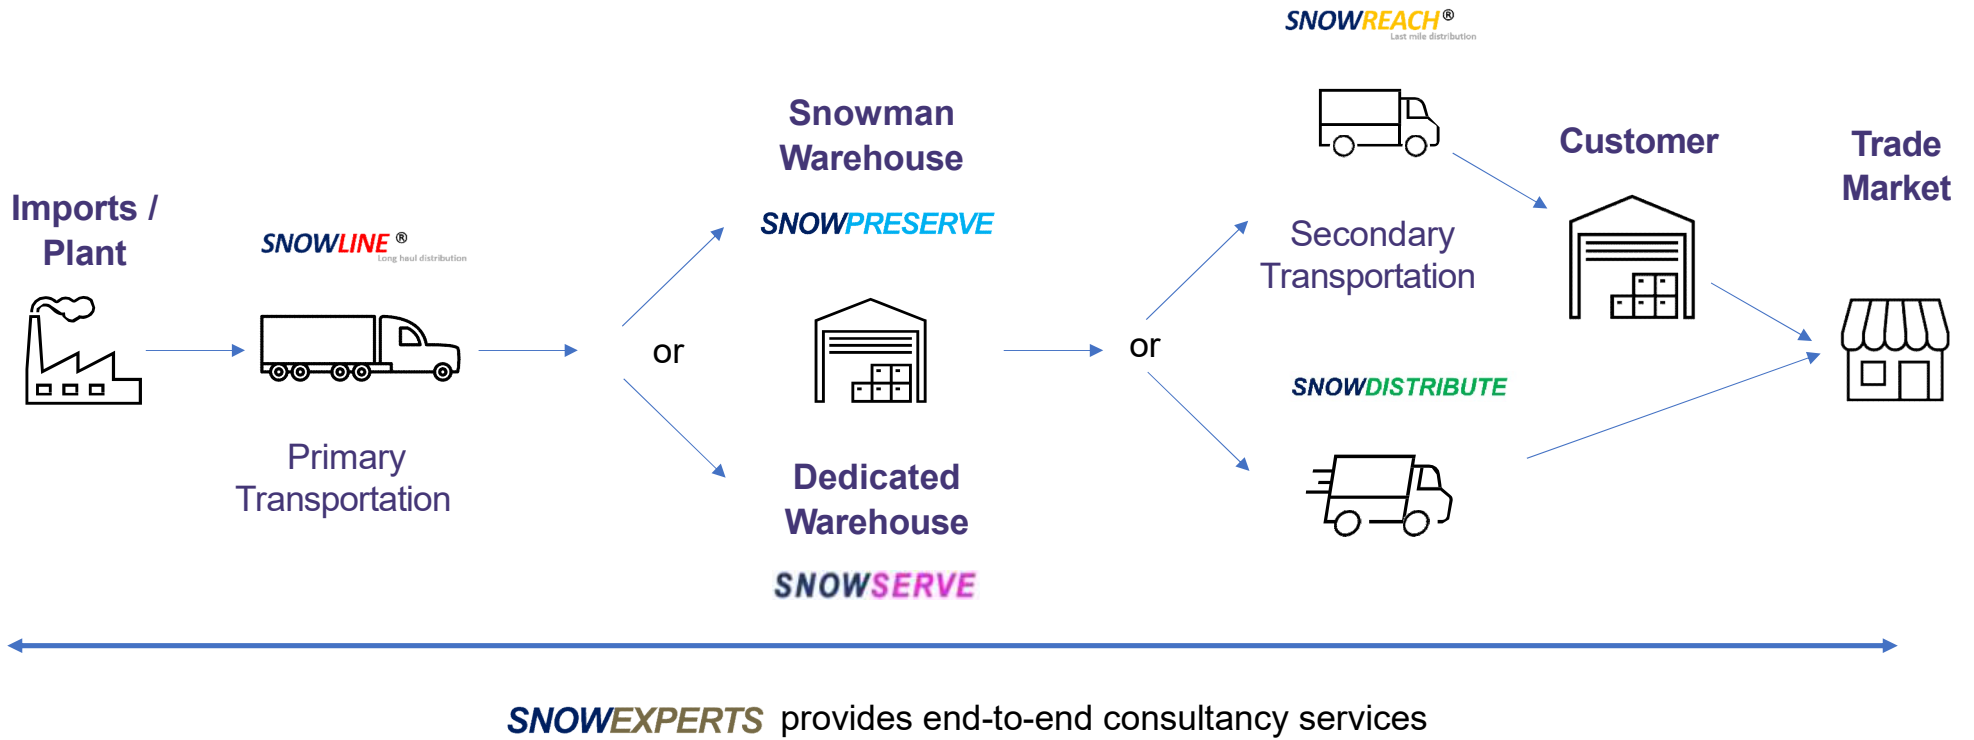 Imports /
Plant
SNOWLINE ®
Long haul distribution
Primary
Transportation
or
Snowman
Warehouse
SNOWPRESERVE
Dedicated
Warehouse
SNOWSERVE
or
SNOWREACH®
Last mile distribution
Secondary
Transportation
SNOWDISTRIBUTE
Customer
Trade
Market
SNOWEXPERTS provides end-to-end consultancy services